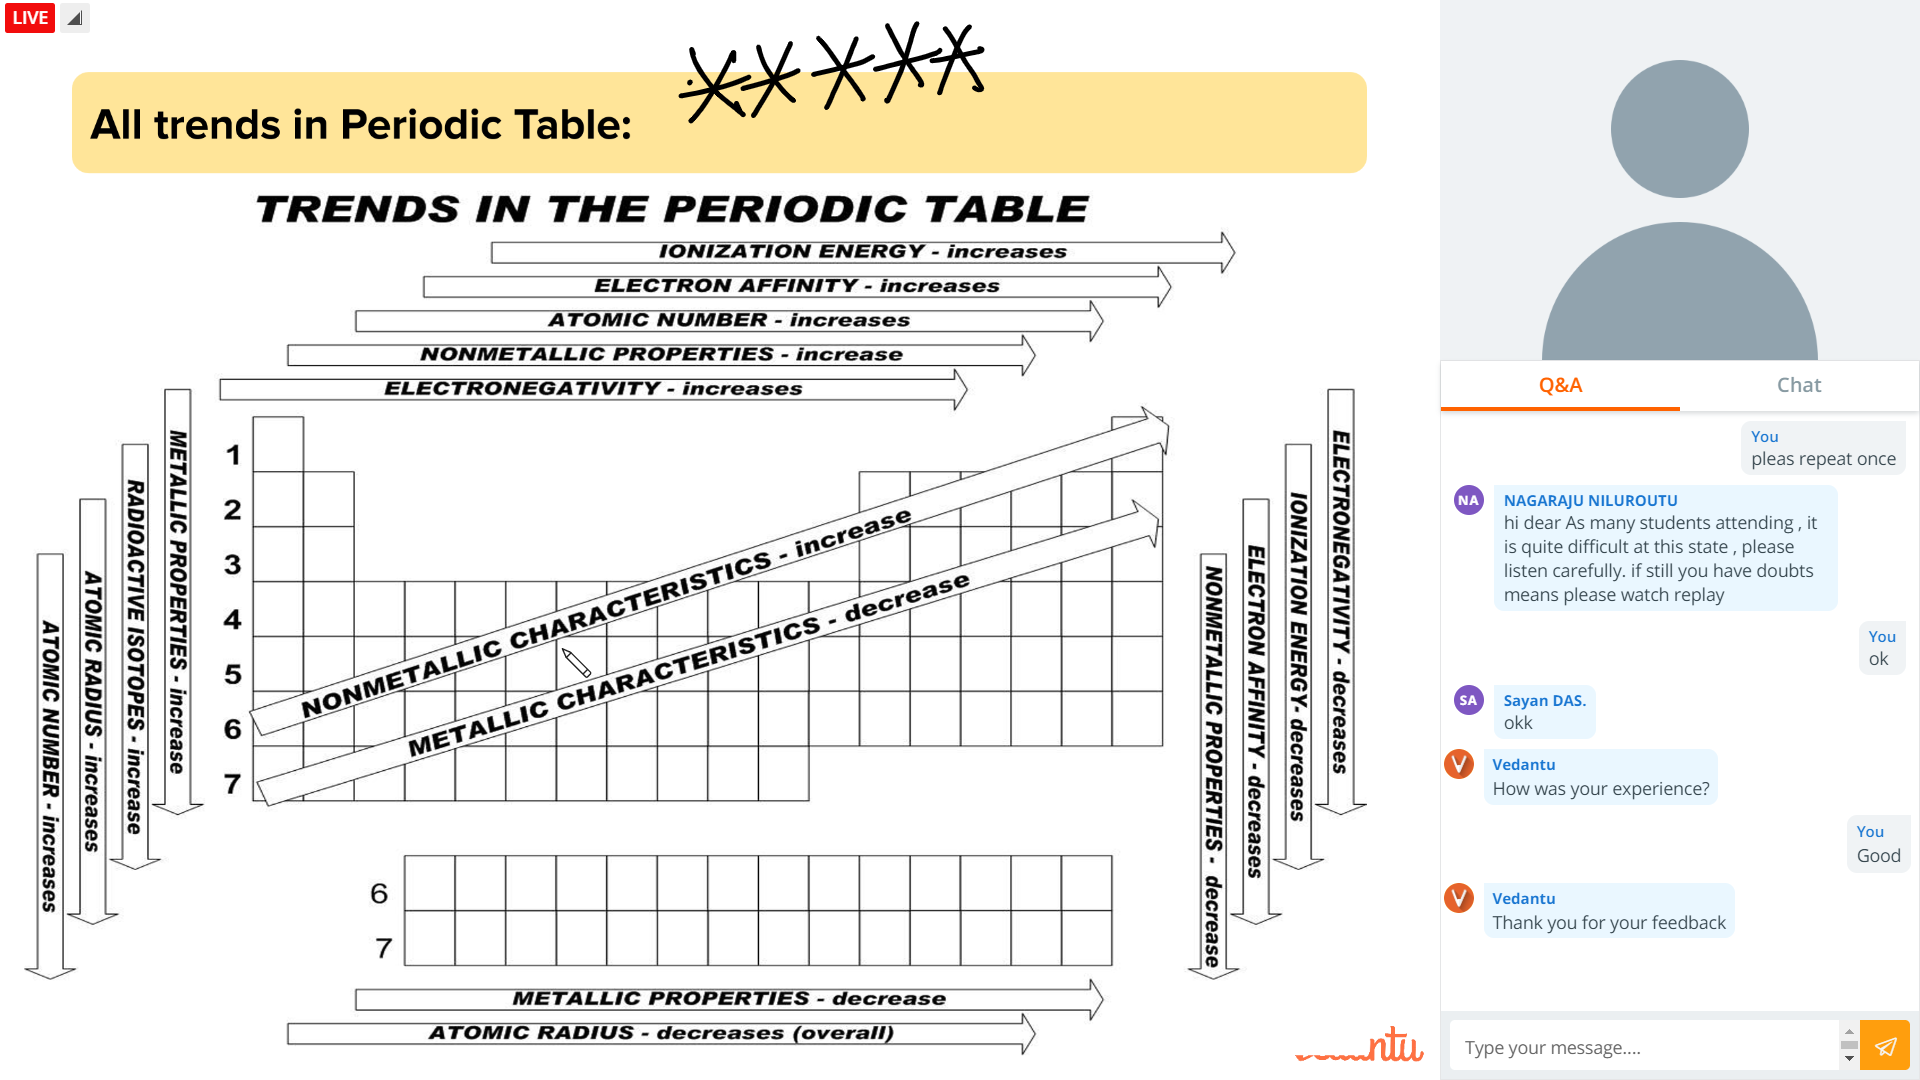 LIVE
All trends in Periodic Table:
TRENDS IN THE PERIODIC TABLE
IONIZATION ENERGY - increases
ELECTRON AFFINITY - increases
ATOMIC NUMBER - increases
NONMETALLIC PROPERTIES - increase
ELECTRONEGATIVITY - increases
ATOMIC NUMBER - increases
ATOMIC RADIUS - increases
RADIOACTIVE ISOTOPES - increase
METALLIC PROPERTIES - increase
1
2
3
4
5
6
7
NONMETALLIC CHARACTERISTICS - increase
METALLIC CHARACTERISTICS - decrease
NONMETALLIC PROPERTIES - decrease
ELECTRON AFFINITY - decreases
IONIZATION ENERGY- decreases
ELECTRONEGATIVITY - decreases
6
7
METALLIC PROPERTIES - decrease
ATOMIC RADIUS - decreases (overall)
Q&A
Chat
You
pleas repeat once
NA
NAGARAJU NILUROUTU
hi dear As many students attending , it
is quite difficult at this state , please
listen carefully. if still you have doubts
means please watch replay
You
ok
SA
Sayan DAS.
okk
Vedantu
How was your experience?
You
Good
Vedantu
Thank you for your feedback
Type your message....